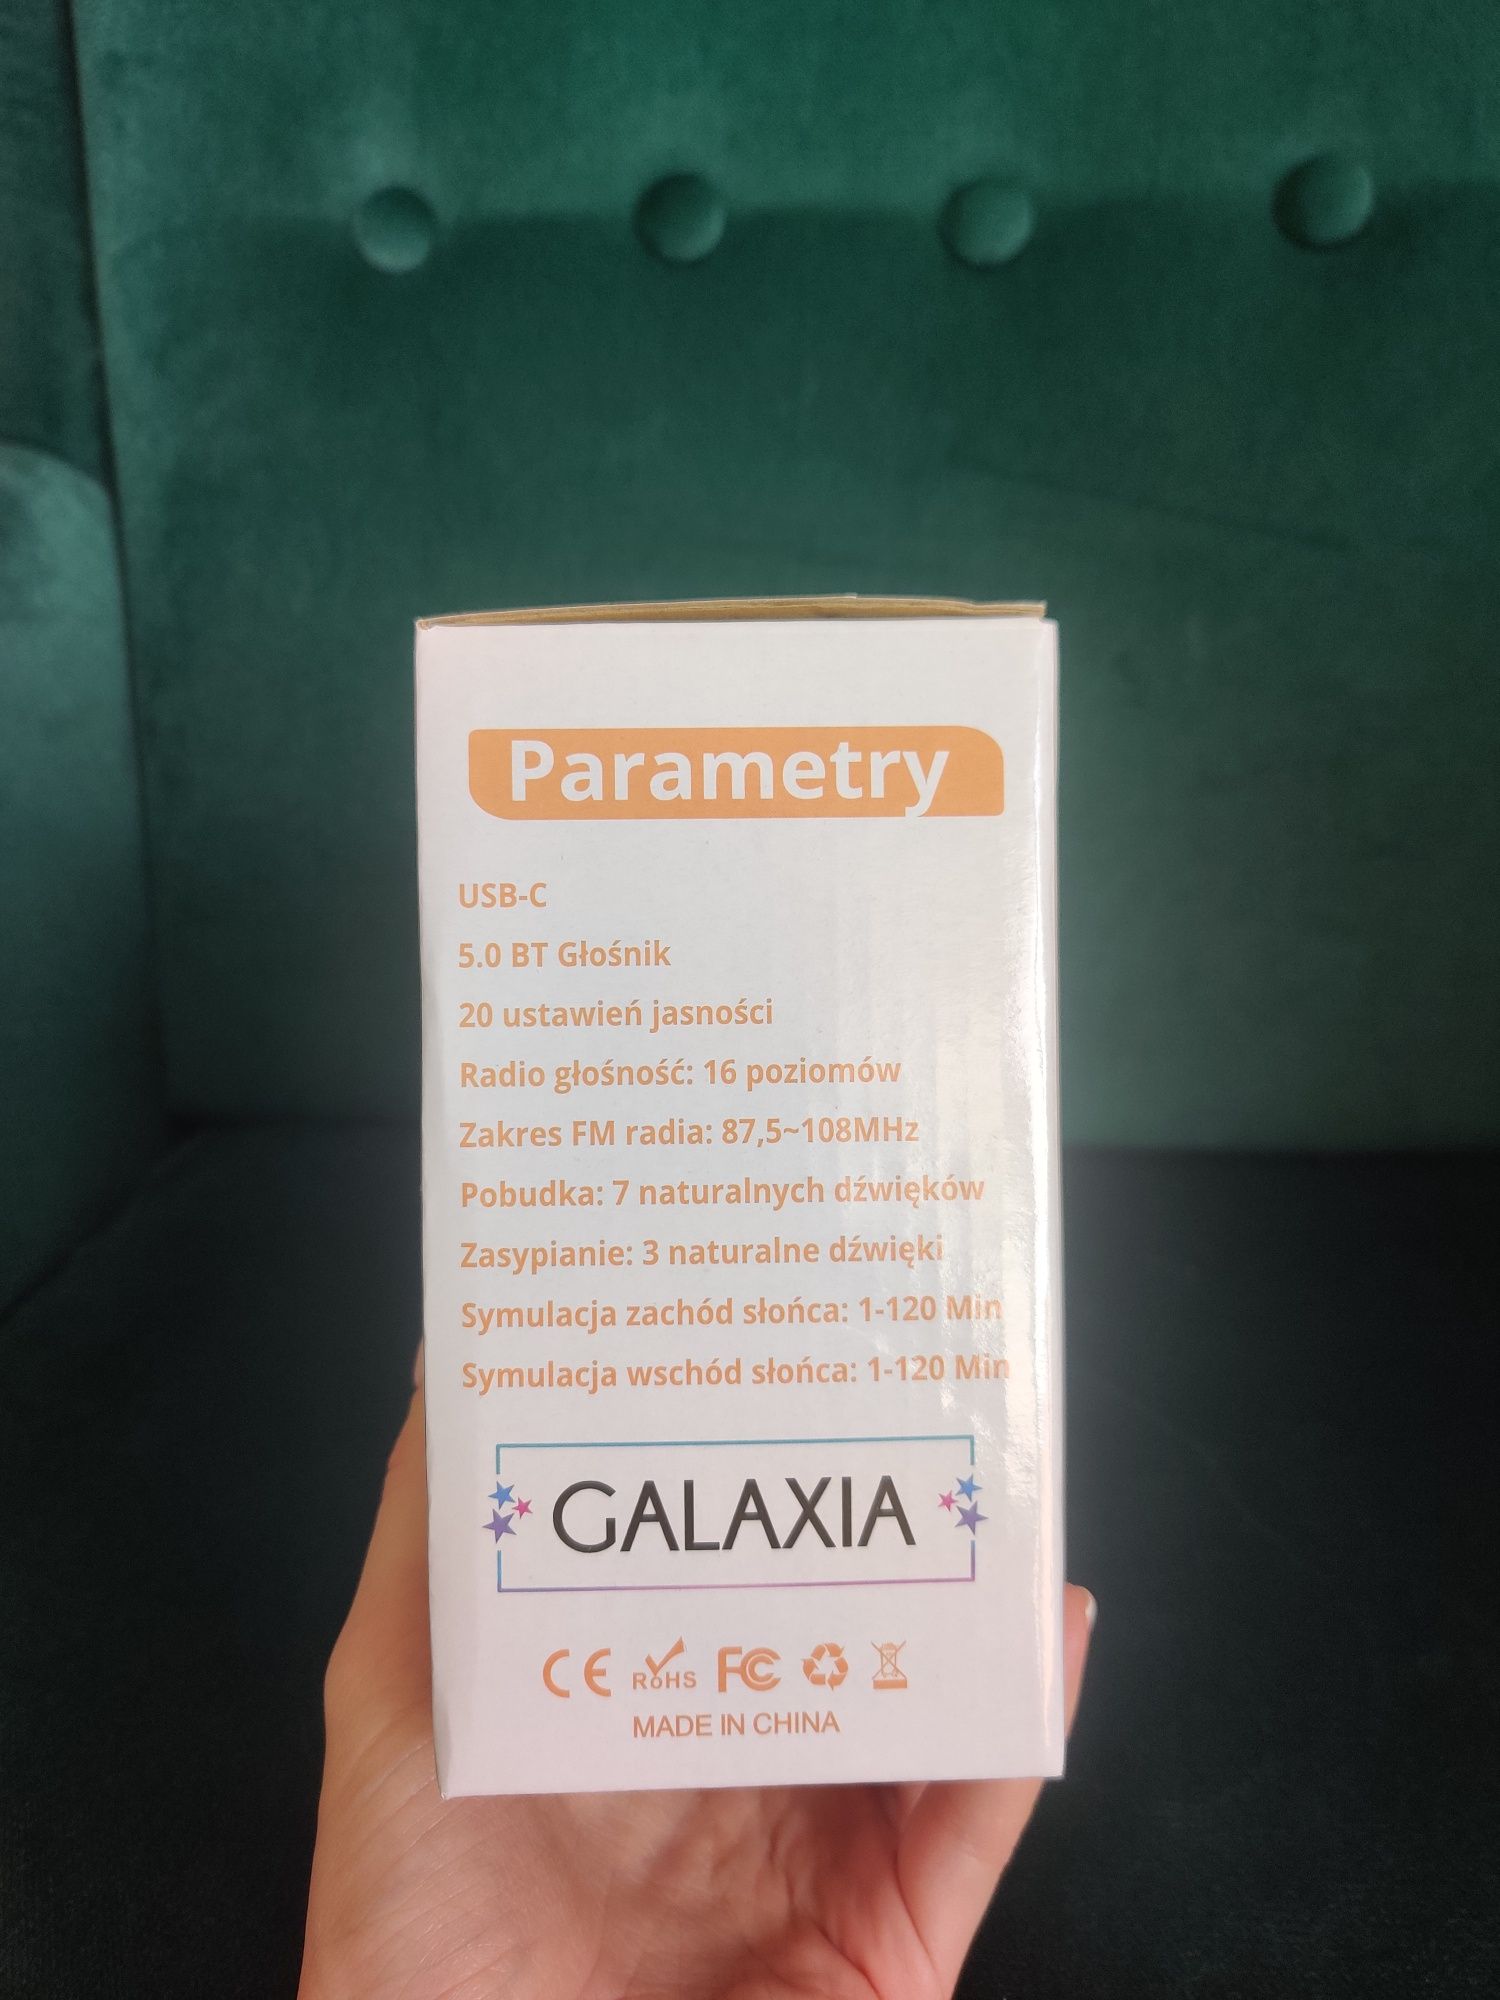 Parametry
USB-C
5.0 BT Głośnik
20 ustawień jasności
Radio głośność: 16 poziomów
Zakres FM radia: 87,5~108MHz
Pobudka: 7 naturalnych dźwięków
Zasypianie: 3 naturalne dźwięki
Symulacja zachód słońca: 1-120 Min
Symulacja wschód słońca: 1-120 Min
GALAXIA
CE RoHS FC
MADE IN CHINA